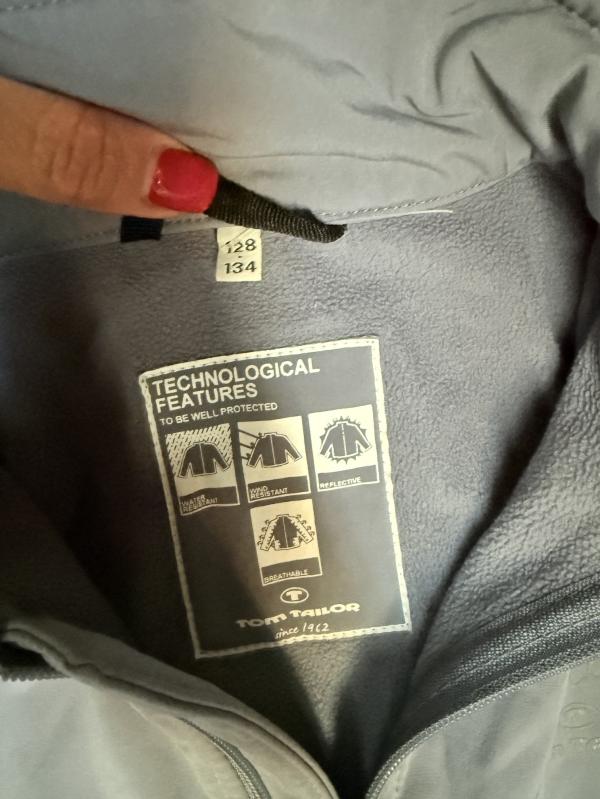 128
-
134
TECHNOLOGICAL
FEATURES
TO BE WELL PROTECTED
WATER
RESISTANT
WIND
RESISTANT
REFLECTIVE
BREATHABLE
T
TOM TAILOR
since 1962